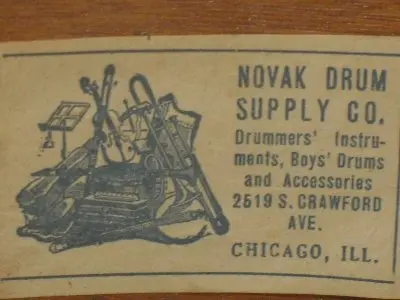 NOVAK DRUM
SUPPLY CO.
Drummers' Instru-
ments, Boys' Drums
and Accessories
2519 S. CRAWFORD
AVE.
CHICAGO, ILL.